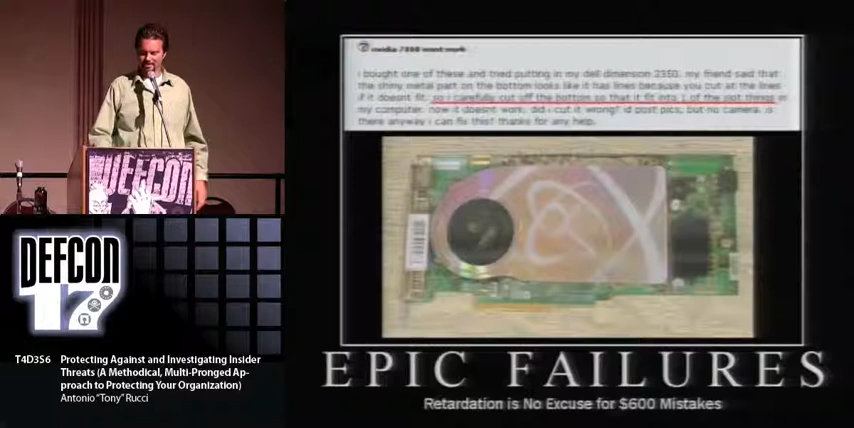 nvidia 7800 wont work
i bought one of these and tried putting in my dell dimension 2350. my friend said that
the shiny metal part on the bottom looks like it has lines because you cut at the lines
if it doesnt fit. so i carefully cut off the bottom so that it fit into 1 of the slot things in
my computer. now it doesnt work. did i cut it wrong? id post pics, but no camera. is
there anyway i can fix this? thanks for any help.
EPIC FAILURES
Retardation is No Excuse for $600 Mistakes
DEFCON
DEFCON
17
T4D3S6 Protecting Against and Investigating Insider
Threats (A Methodical, Multi-Pronged Ap-
proach to Protecting Your Organization)
Antonio "Tony" Rucci